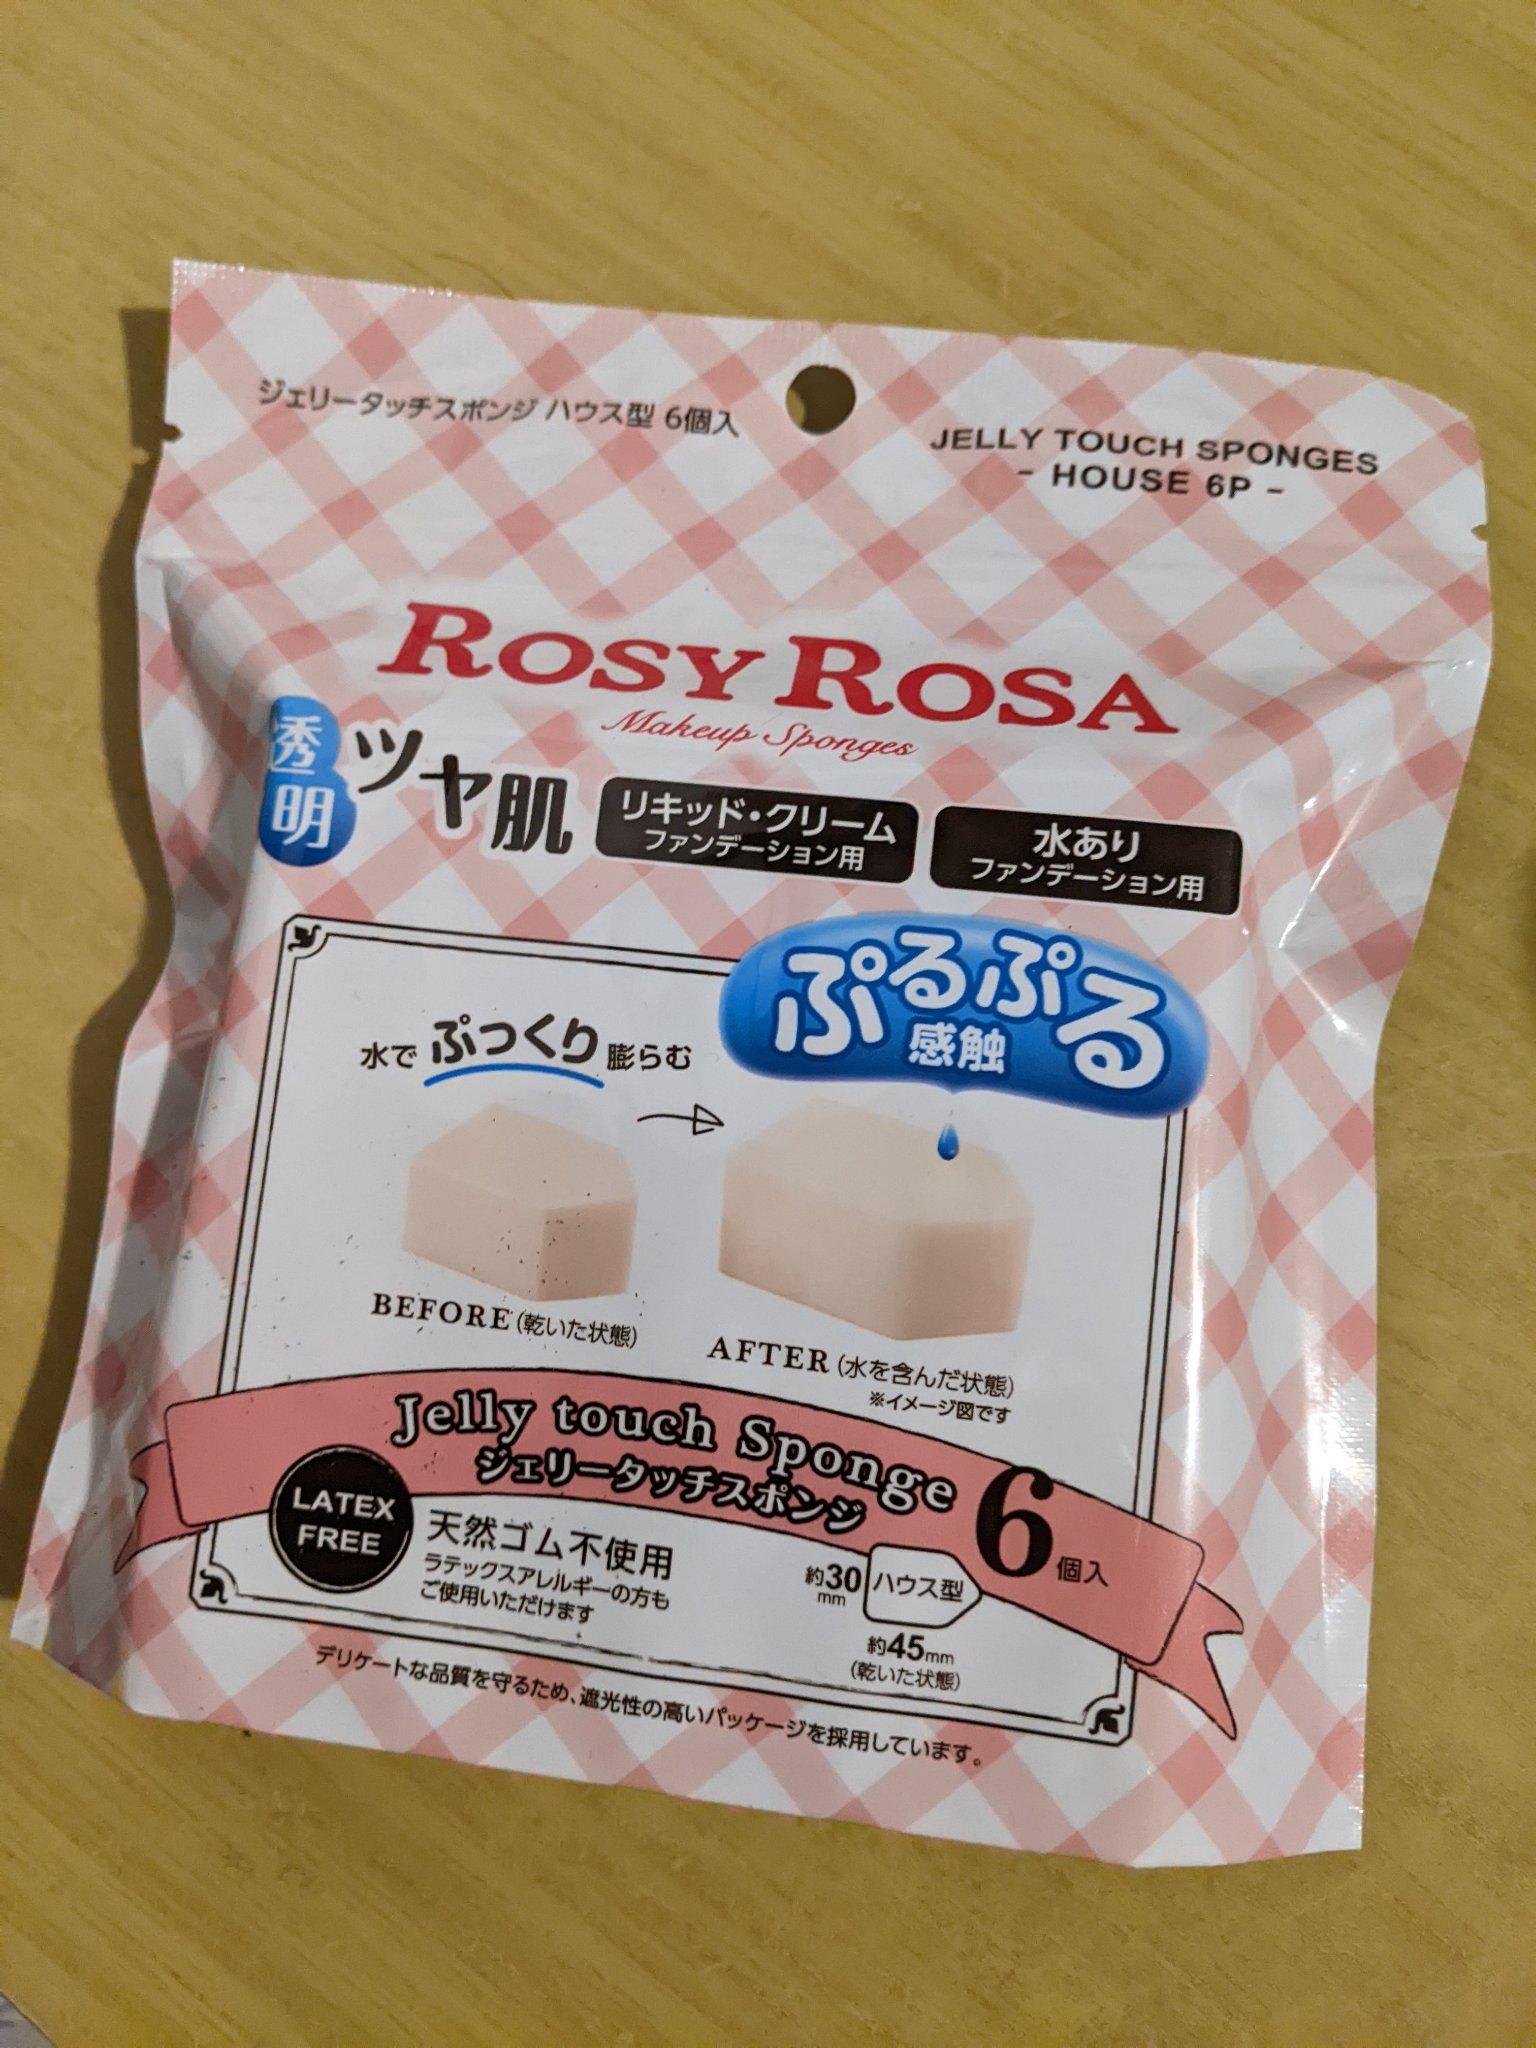 ジェリータッチスポンジ ハウス型 6個入
JELLY TOUCH SPONGES
- HOUSE 6P -
ROSY ROSA
Makeup Sponges
透明
ツヤ肌
リキッド・クリーム
ファンデーション用
水あり
ファンデーション用
水でぷっくり膨らむ
ぷるぷる
感触
BEFORE (乾いた状態)
AFTER (水を含んだ状態)
※イメージ図です
Jelly touch Sponge
ジェリータッチスポンジ
6個入
LATEX
FREE
天然ゴム不使用
ラテックスアレルギーの方も
ご使用いただけます
約30
mm
ハウス型
約45mm
(乾いた状態)
デリケートな品質を守るため、遮光性の高いパッケージを採用しています。